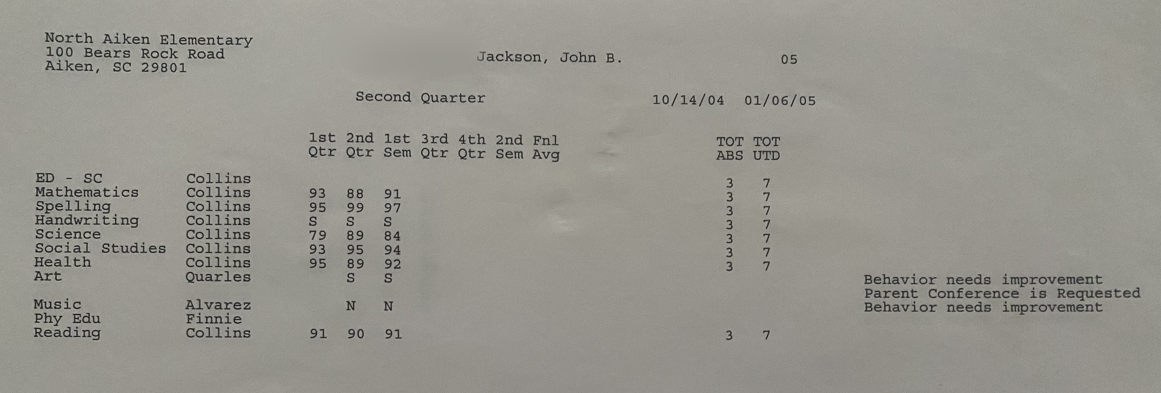 North Aiken Elementary
100 Bears Rock Road
Aiken, SC 29801
Jackson, John B. 05
Second Quarter 10/14/04 01/06/05
1st 2nd 1st 3rd 4th 2nd Fnl TOT TOT
Qtr Qtr Sem Qtr Qtr Sem Avg ABS UTD
ED - SC Collins 3 7
Mathematics Collins 93 88 91 3 7
Spelling Collins 95 99 97 3 7
Handwriting Collins S S S 3 7
Science Collins 79 89 84 3 7
Social Studies Collins 93 95 94 3 7
Health Collins 95 89 92 3 7
Art Quarles S S Behavior needs improvement
Parent Conference is Requested
Music Alvarez N N Behavior needs improvement
Phy Edu Finnie
Reading Collins 91 90 91 3 7